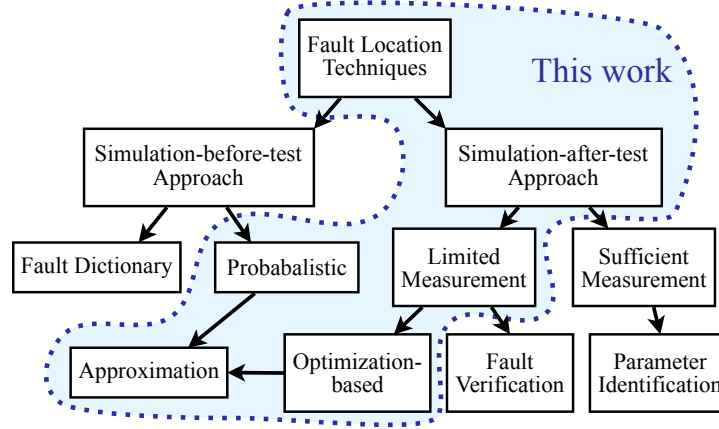 Fault Location
Techniques
This work
Simulation-before-test
Approach
Simulation-after-test
Approach
Fault Dictionary
Probabalistic
Limited
Measurement
Sufficient
Measurement
Approximation
Optimization-
based
Fault
Verification
Parameter
Identification